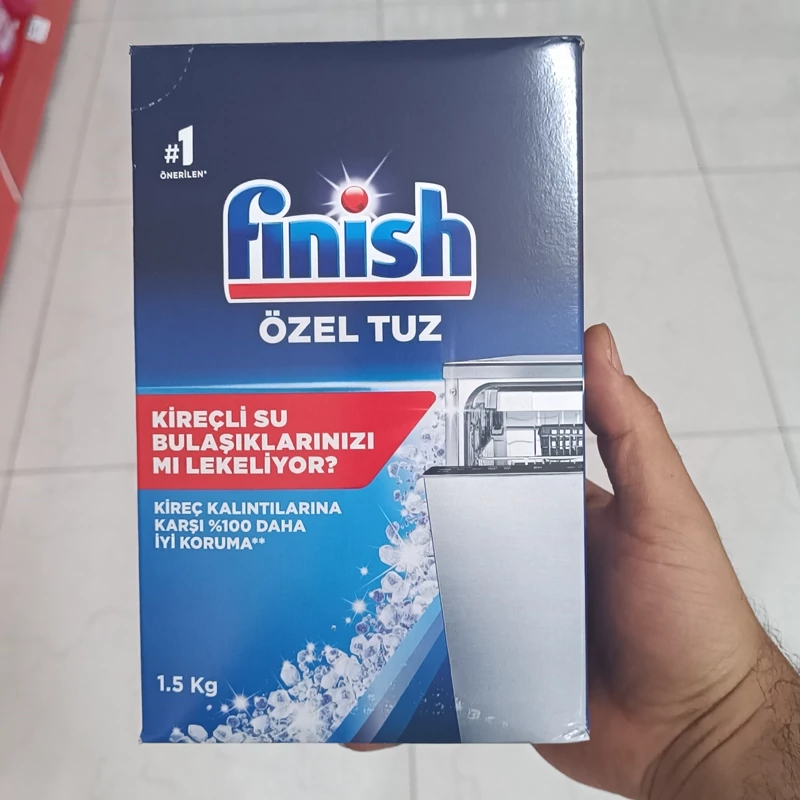 #1
ÖNERİLEN*
finish
ÖZEL TUZ
KİREÇLİ SU
BULAŞIKLARINIZI
MI LEKELİYOR?
KİREÇ KALINTILARINA
KARŞI %100 DAHA
İYİ KORUMA**
1.5 Kg